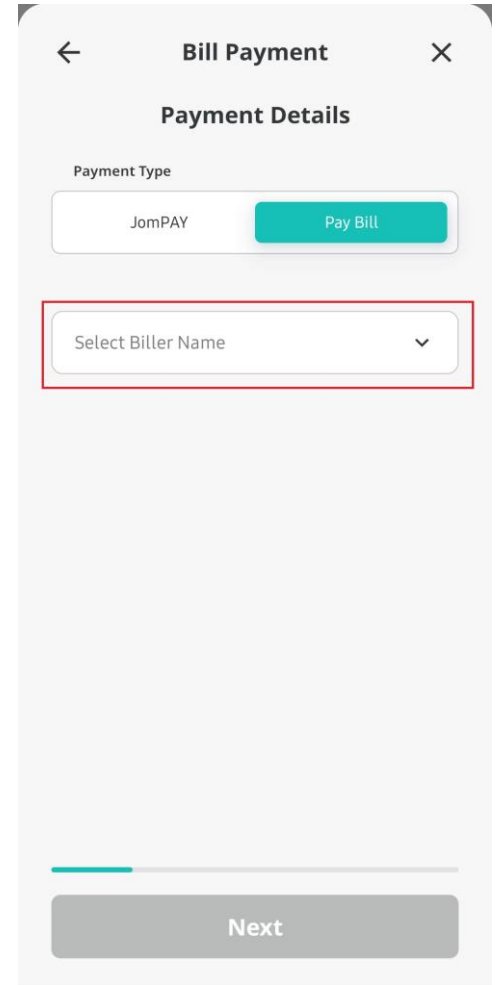 Bill Payment
Payment Details
Payment Type
JomPAY
Pay Bill
Select Biller Name
Next